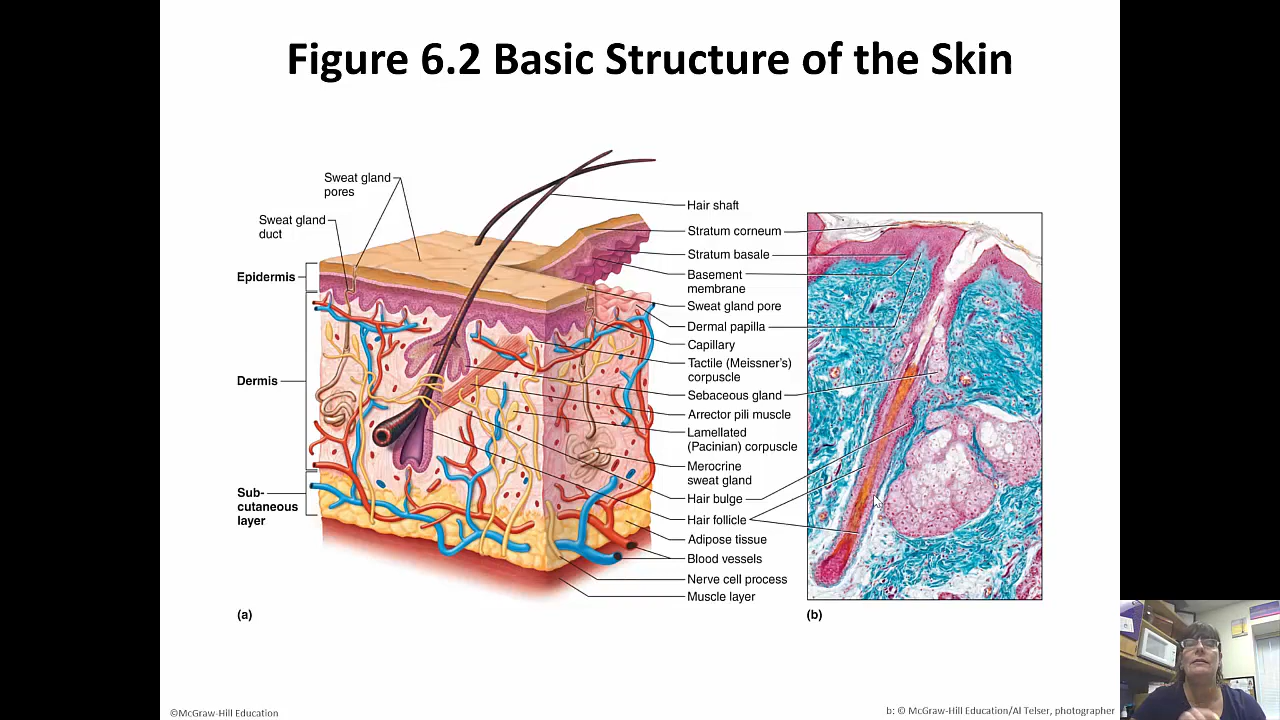 Figure 6.2 Basic Structure of the Skin
Sweat gland
pores
Sweat gland
duct
Epidermis
Dermis
Sub-
cutaneous
layer
Hair shaft
Stratum corneum
Stratum basale
Basement
membrane
Sweat gland pore
Dermal papilla
Capillary
Tactile (Meissner's)
corpuscle
Sebaceous gland
Arrector pili muscle
Lamellated
(Pacinian) corpuscle
Merocrine
sweat gland
Hair bulge
Hair follicle
Adipose tissue
Blood vessels
Nerve cell process
Muscle layer
(a)
(b)
©McGraw-Hill Education
b: © McGraw-Hill Education/Al Telser, photographer